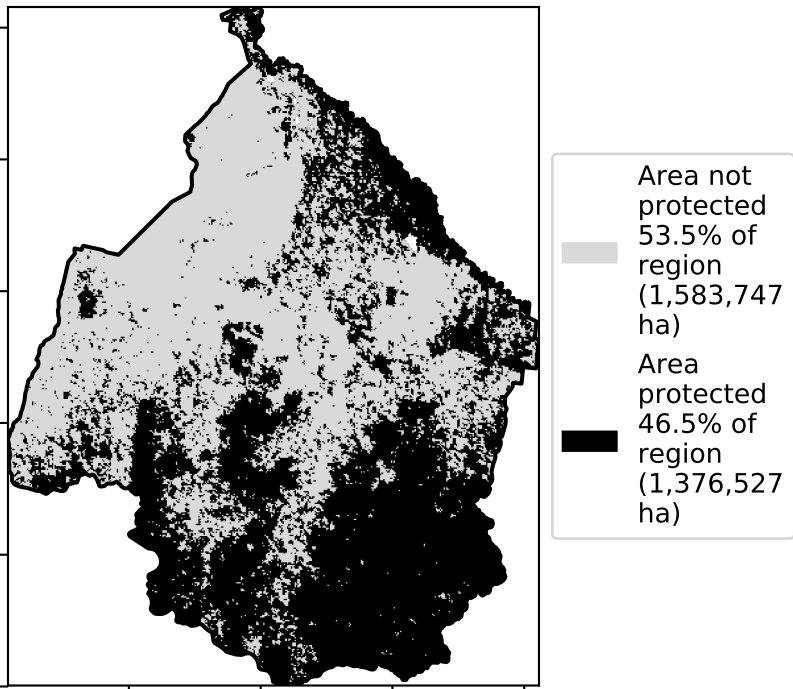 Area not
protected
53.5% of
region
(1,583,747
ha)
Area
protected
46.5% of
region
(1,376,527
ha)